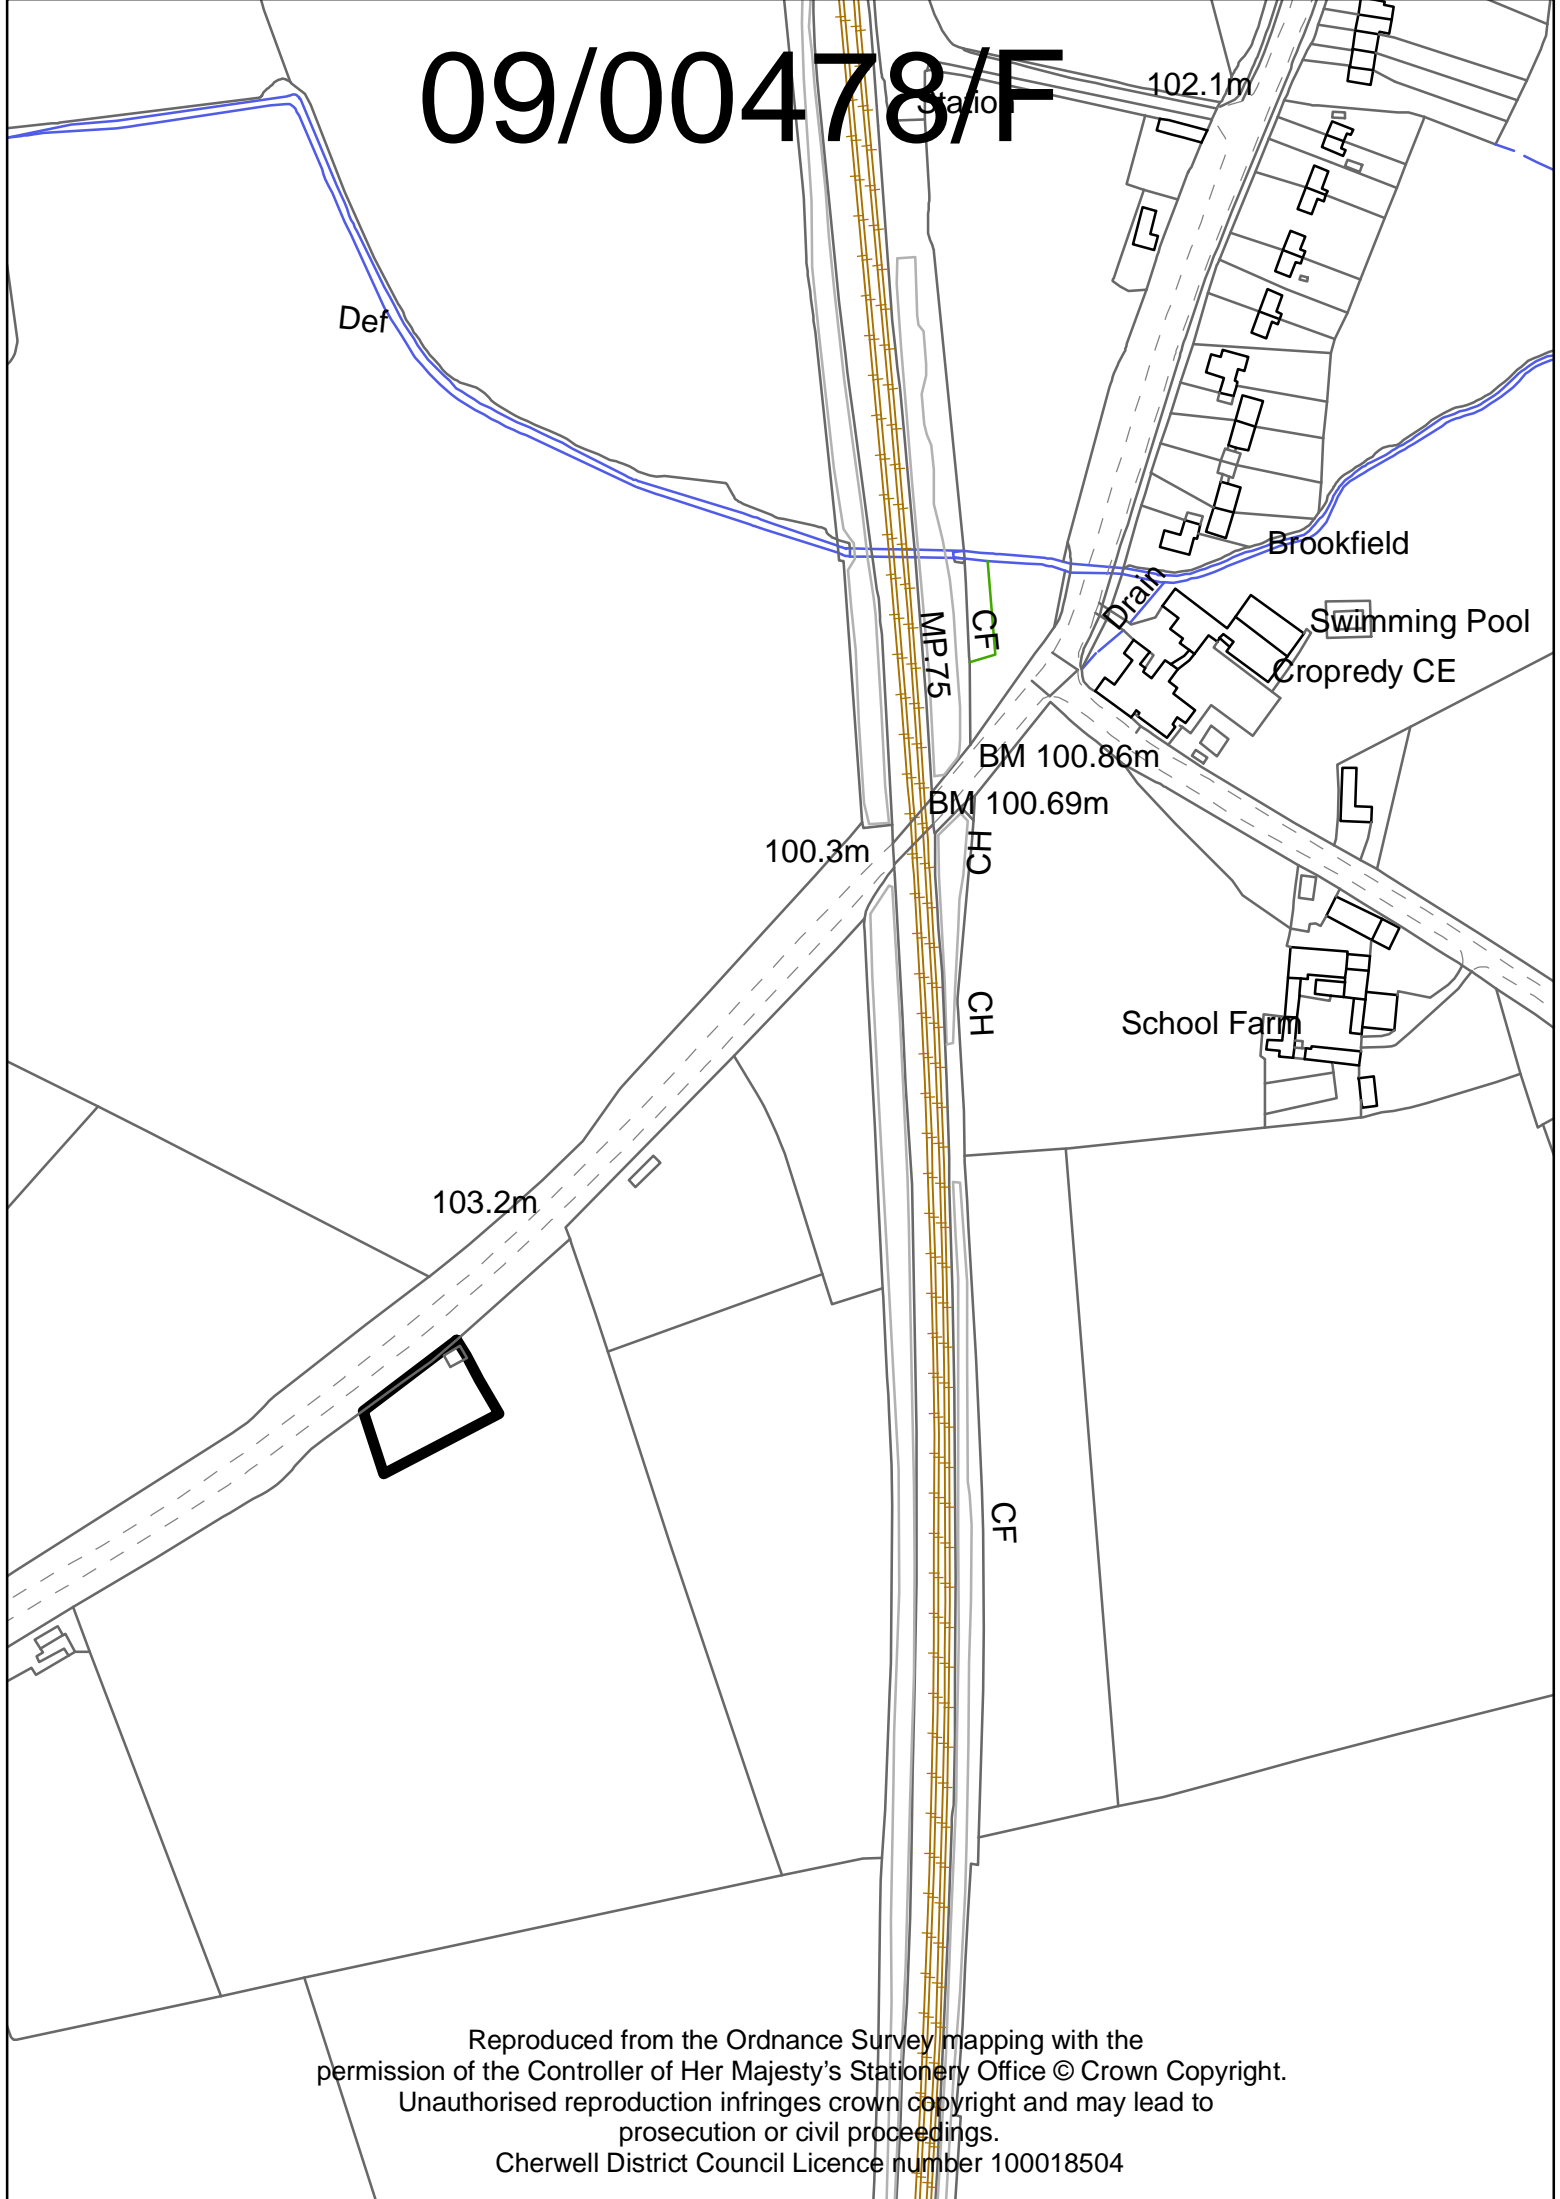 09/00478/F
Station
102.1m
Def
Brookfield
Drain
Swimming Pool
CF
MP.75
Cropredy CE
BM 100.86m
BM 100.69m
100.3m
CH
CH
School Farm
103.2m
CF
Reproduced from the Ordnance Survey mapping with the
permission of the Controller of Her Majesty's Stationery Office © Crown Copyright.
Unauthorised reproduction infringes crown copyright and may lead to
prosecution or civil proceedings.
Cherwell District Council Licence number 100018504